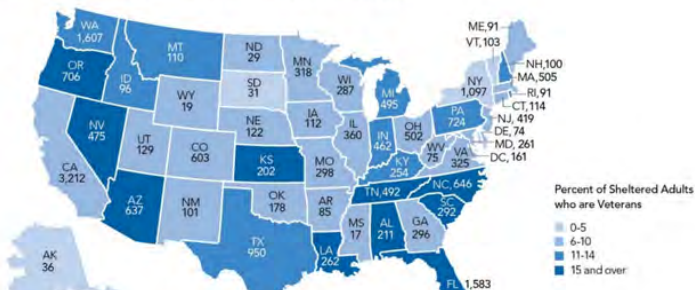 WA
1,607
OR
706
CA
3,212
NV
475
ID
96
MT
110
WY
19
UT
129
AZ
637
CO
603
NM
101
ND
29
SD
31
NE
122
KS
202
OK
178
TX
950
MN
318
IA
112
MO
298
AR
85
LA
262
WI
287
IL
360
MS
17
MI
495
IN
462
KY
254
TN,492
AL
211
OH
502
WV
75
VA
325
NC, 646
SC
292
GA
296
FL 1,583
PA
724
NY
1,097
ME,91
VT,103
NH,100
MA,505
RI,91
CT,114
NJ, 419
DE, 74
MD, 261
DC, 161
AK
36
Percent of Sheltered Adults
who are Veterans
0-5
6-10
11-14
15 and over